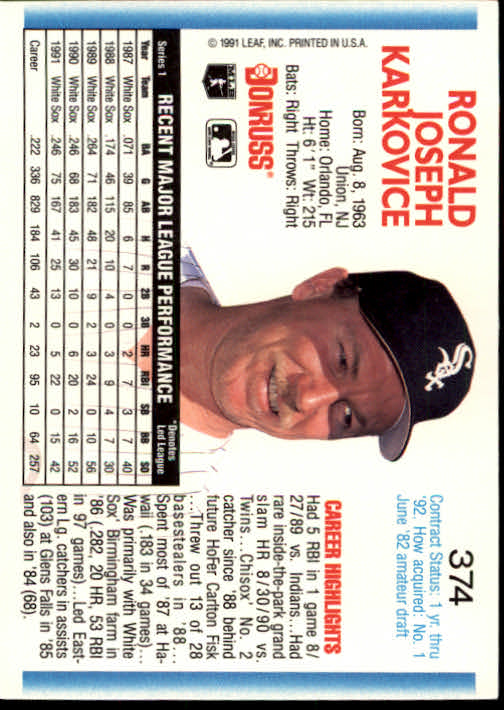 374
RONALD
JOSEPH
KARKOVICE
Born: Aug. 8, 1963
Union, NJ
Home: Orlando, FL
Ht: 6'1" Wt: 215
Bats: Right Throws: Right
DONRUSS
© 1991 LEAF, INC. PRINTED IN U.S.A.
Contract Status: 1 yr. thru
'92. How acquired: No. 1
June '82 amateur draft
CAREER HIGHLIGHTS
Had 5 RBI in 1 game 8/
27/89 vs. Indians...Had
rare inside-the-park grand
slam HR 8/30/90 vs.
Twins...Chisox' No. 2
catcher since '88 behind
future HoFer Carlton Fisk
...Threw out 13 of 28
basestealers in '88...
Spent most of '87 at Ha-
waii (.183 in 34 games)...
Was primarily with White
Sox' Birmingham farm in
'86 (.282, 20 HR, 53 RBI
in 97 games)...Led East-
ern Lg. catchers in assists
(103) at Glens Falls in '85
and also in '84 (68).
Series 1 RECENT MAJOR LEAGUE PERFORMANCE *Denotes Led League
Year Team BA G AB H R 2B 3B HR RBI SB BB SO
1987 White Sox .071 39 85 6 7 0 0 2 7 3 7 40
1988 White Sox .174 46 115 20 10 4 0 3 9 4 7 30
1989 White Sox .264 71 182 48 21 9 2 3 24 0 10 56
1990 White Sox .246 68 183 45 30 10 0 6 20 2 16 52
1991 White Sox .246 75 167 41 25 13 0 5 22 0 15 42
Career .222 336 829 184 106 43 2 23 95 10 64 257